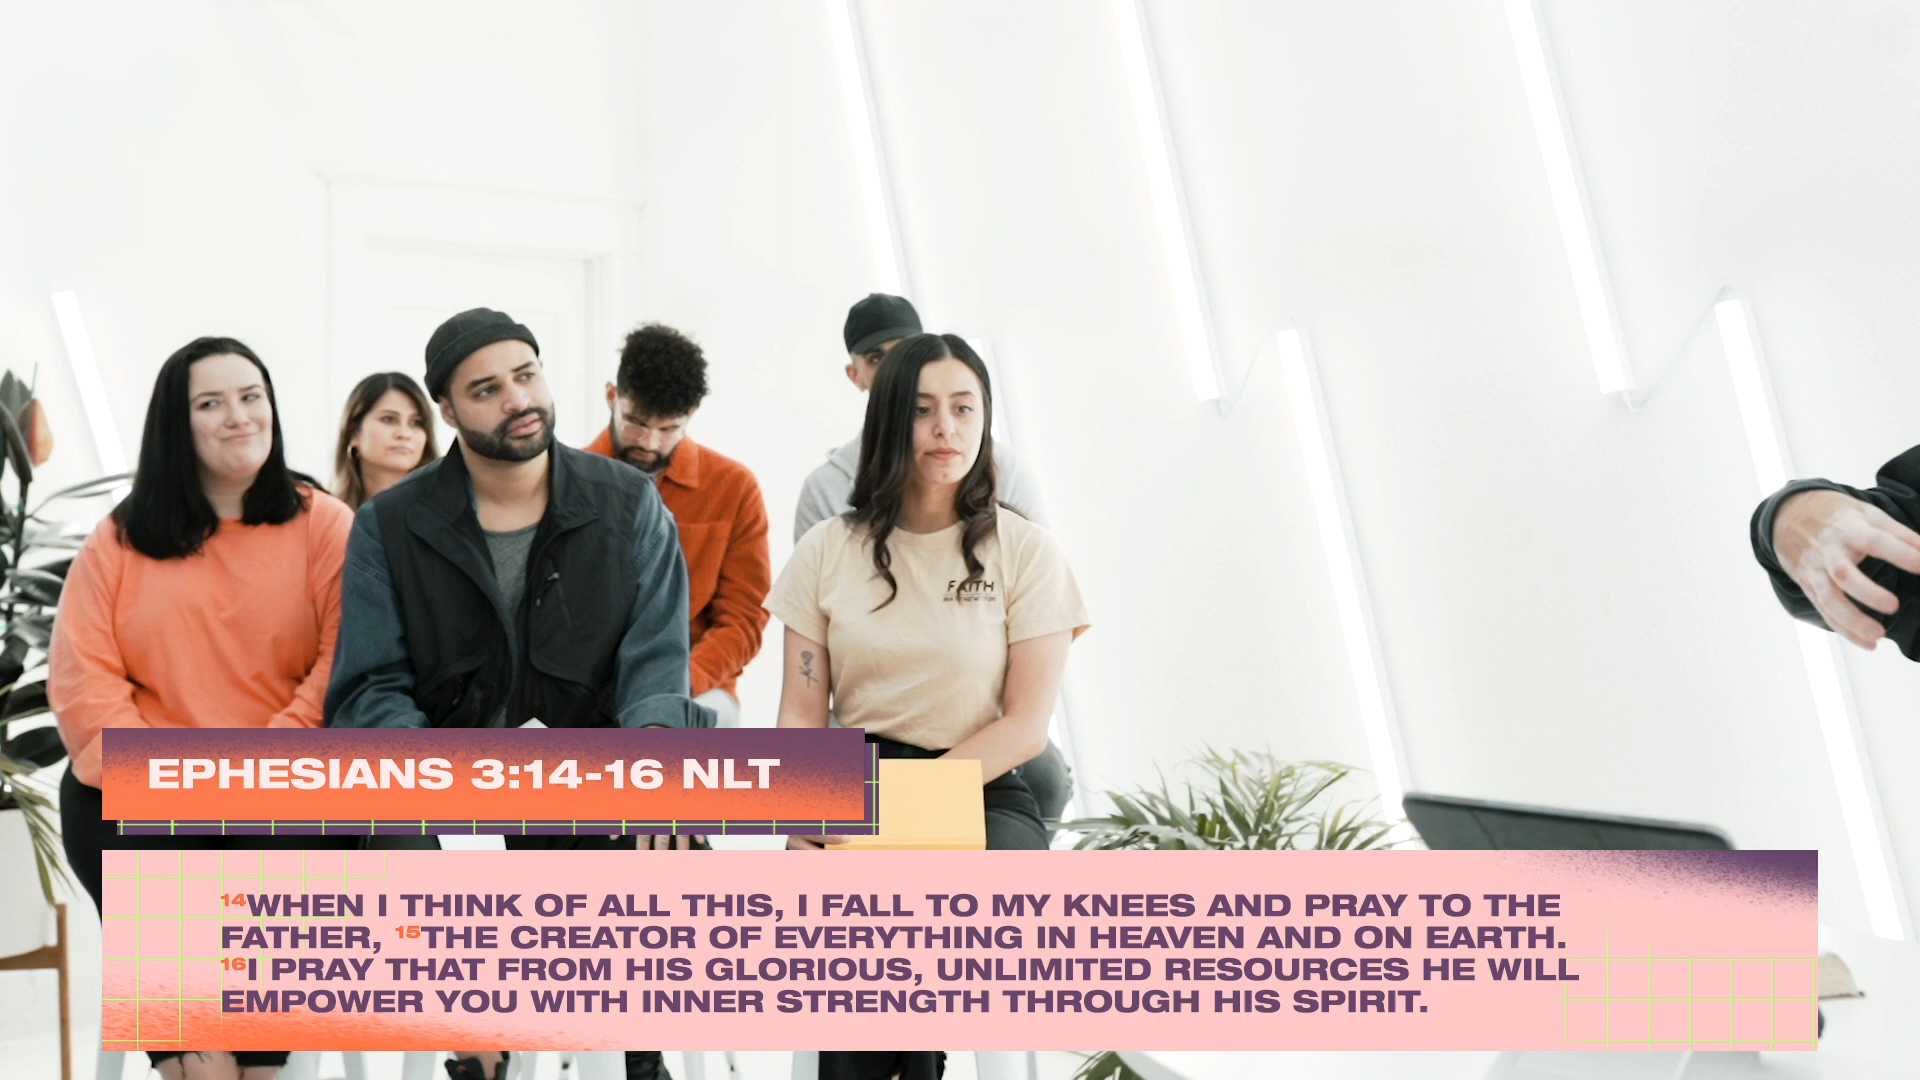 FAITH
EPHESIANS 3:14-16 NLT
14WHEN I THINK OF ALL THIS, I FALL TO MY KNEES AND PRAY TO THE
FATHER, 15THE CREATOR OF EVERYTHING IN HEAVEN AND ON EARTH.
16I PRAY THAT FROM HIS GLORIOUS, UNLIMITED RESOURCES HE WILL
EMPOWER YOU WITH INNER STRENGTH THROUGH HIS SPIRIT.